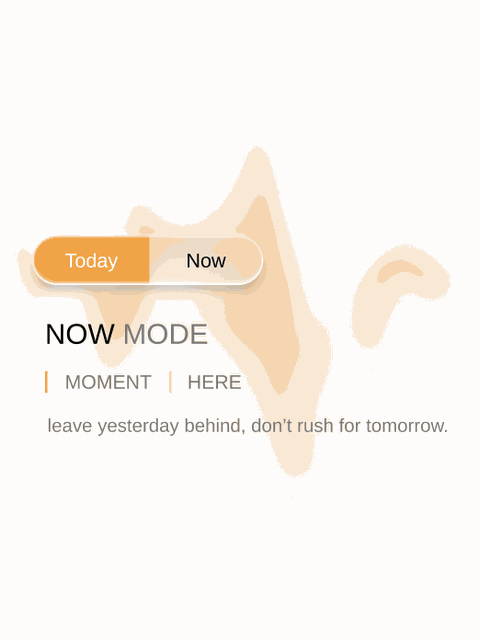 Today Now
NOW MODE
MOMENT HERE
leave yesterday behind, don’t rush for tomorrow.